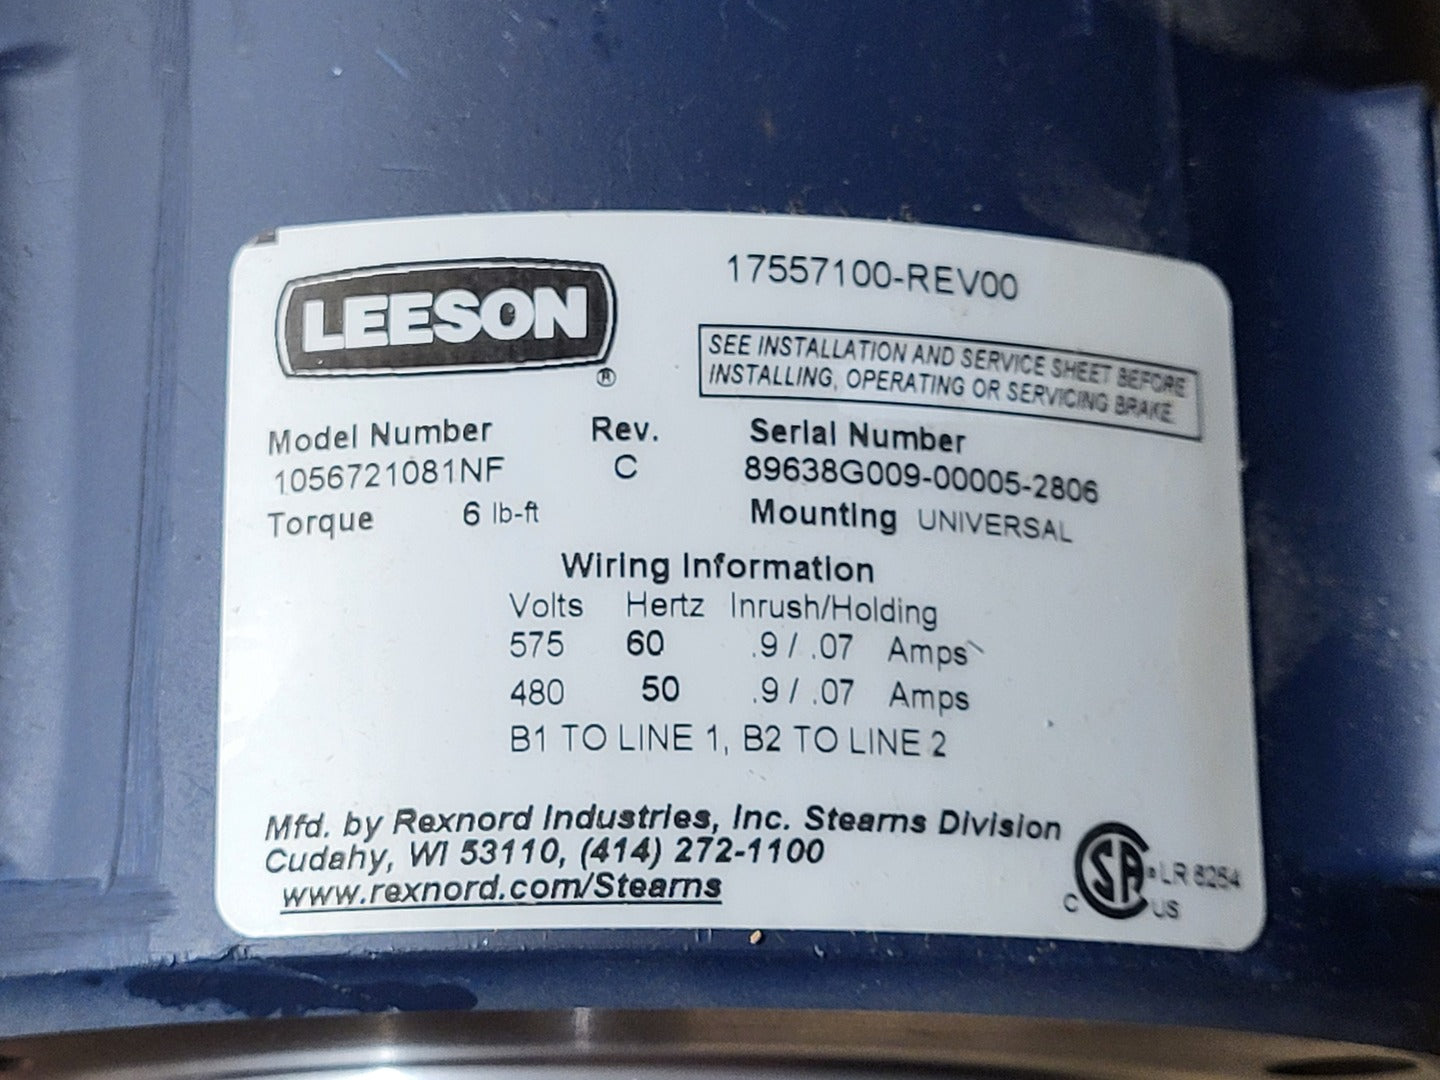 LEESON
®
17557100-REV00
SEE INSTALLATION AND SERVICE SHEET BEFORE
INSTALLING, OPERATING OR SERVICING BRAKE.
Model Number Rev. Serial Number
1056721081NF C 89638G009-00005-2806
Torque 6 lb-ft Mounting UNIVERSAL
Wiring Information
Volts Hertz Inrush/Holding
575 60 .9 / .07 Amps
480 50 .9 / .07 Amps
B1 TO LINE 1, B2 TO LINE 2
Mfd. by Rexnord Industries, Inc. Stearns Division
Cudahy, WI 53110, (414) 272-1100
www.rexnord.com/Stearns
C SA US
® LR 6254